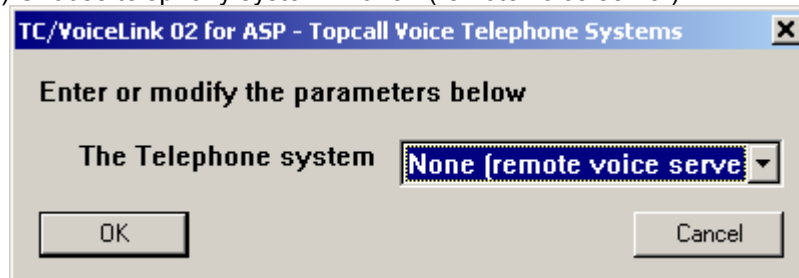 TC/VoiceLink 02 for ASP - Topcall Voice Telephone Systems
Enter or modify the parameters below
The Telephone system
None (remote voice serve
OK
Cancel